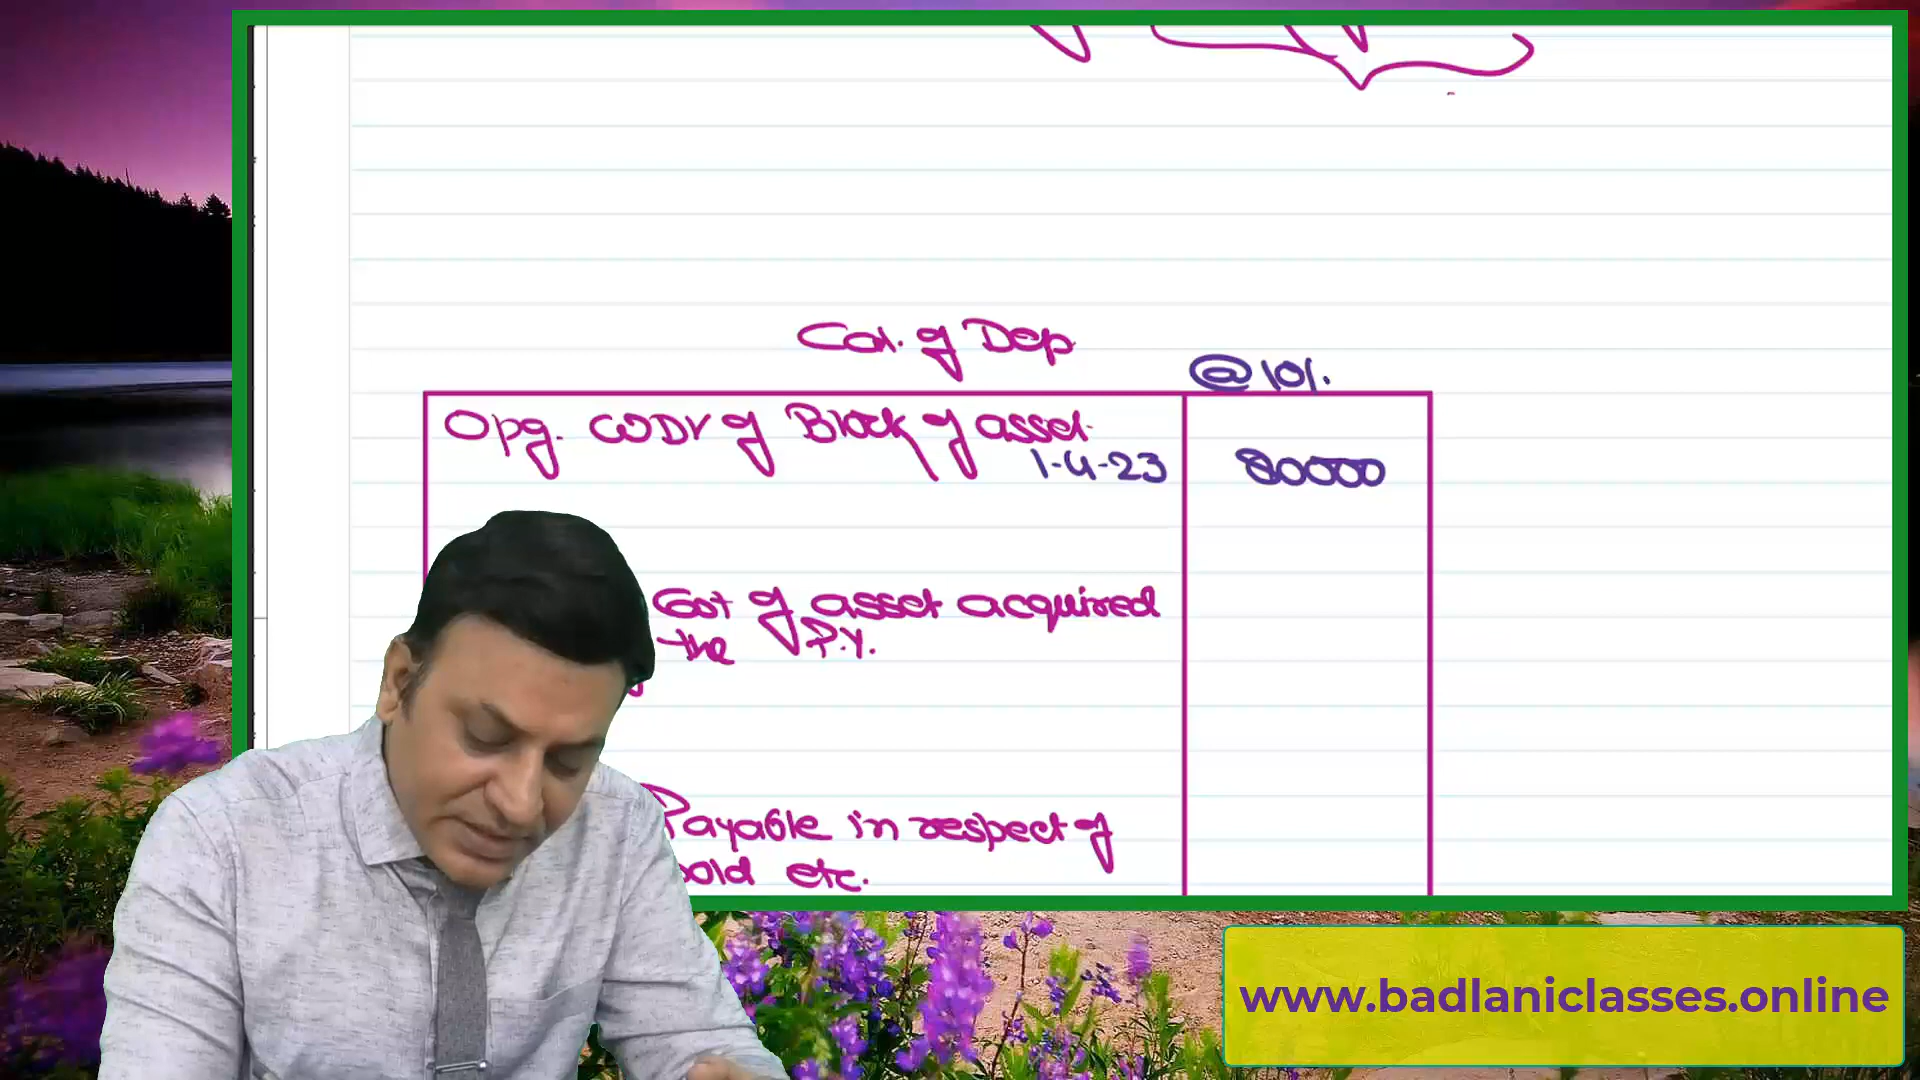 Cal. of Dep.
@10%.
Opg. WDV of Block of asset.
1-4-23 80000
Cost of asset acquired
the P.Y.
Payable in respect of
sold etc.
www.badlaniclasses.online